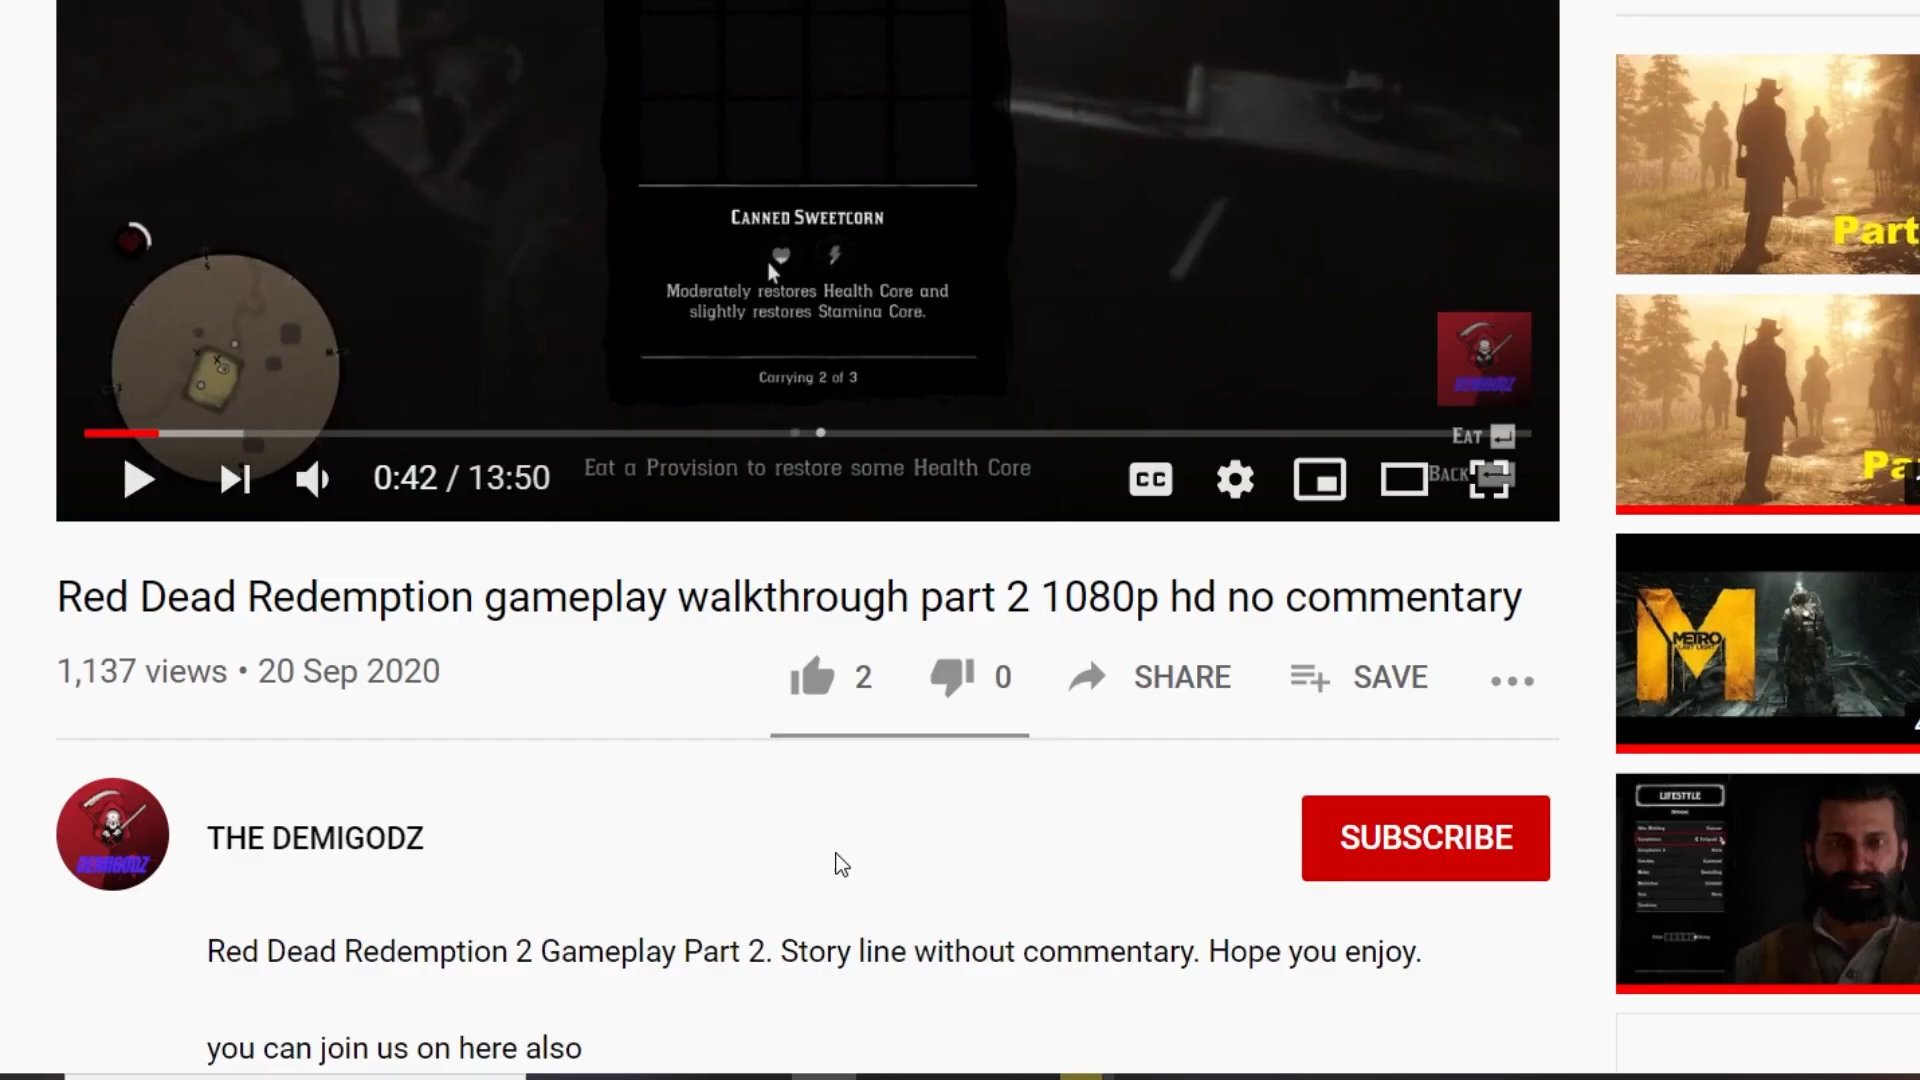 CANNED SWEETCORN
Moderately restores Health Core and
slightly restores Stamina Core.
Carrying 2 of 3
DEMIGODZ
EAT
BACK
Eat a Provision to restore some Health Core
0:42 / 13:50
CC
Red Dead Redemption gameplay walkthrough part 2 1080p hd no commentary
1,137 views • 20 Sep 2020
2
0
SHARE
SAVE
DEMIGODZ
THE DEMIGODZ
SUBSCRIBE
Red Dead Redemption 2 Gameplay Part 2. Story line without commentary. Hope you enjoy.
you can join us on here also
Part
Pa
METRO
LAST LIGHT
LIFESTYLE